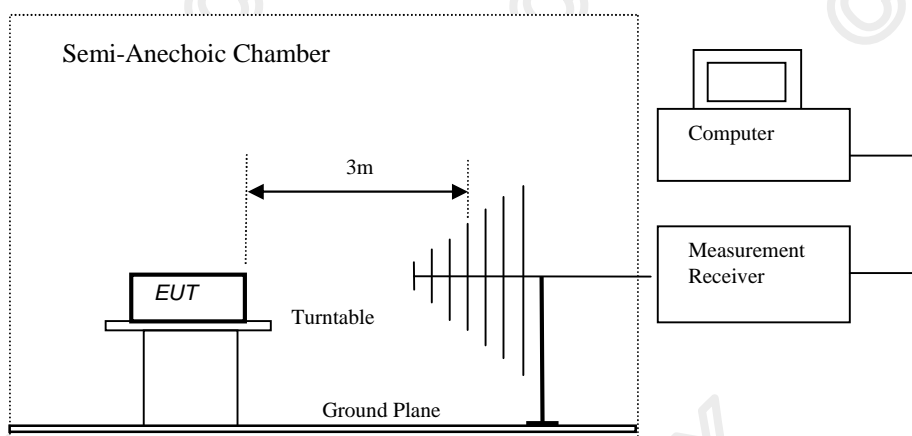 Semi-Anechoic Chamber
3m
EUT
Turntable
Ground Plane
Computer
Measurement
Receiver